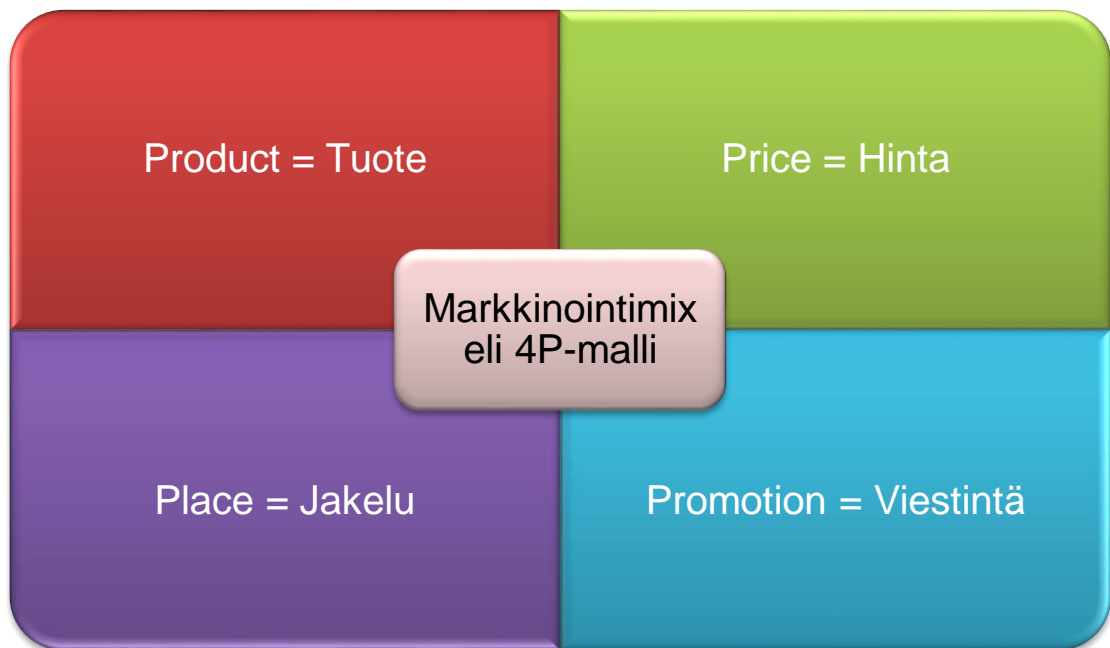 Product = Tuote
Price = Hinta
Markkinointimix
eli 4P-malli
Place = Jakelu
Promotion = Viestintä